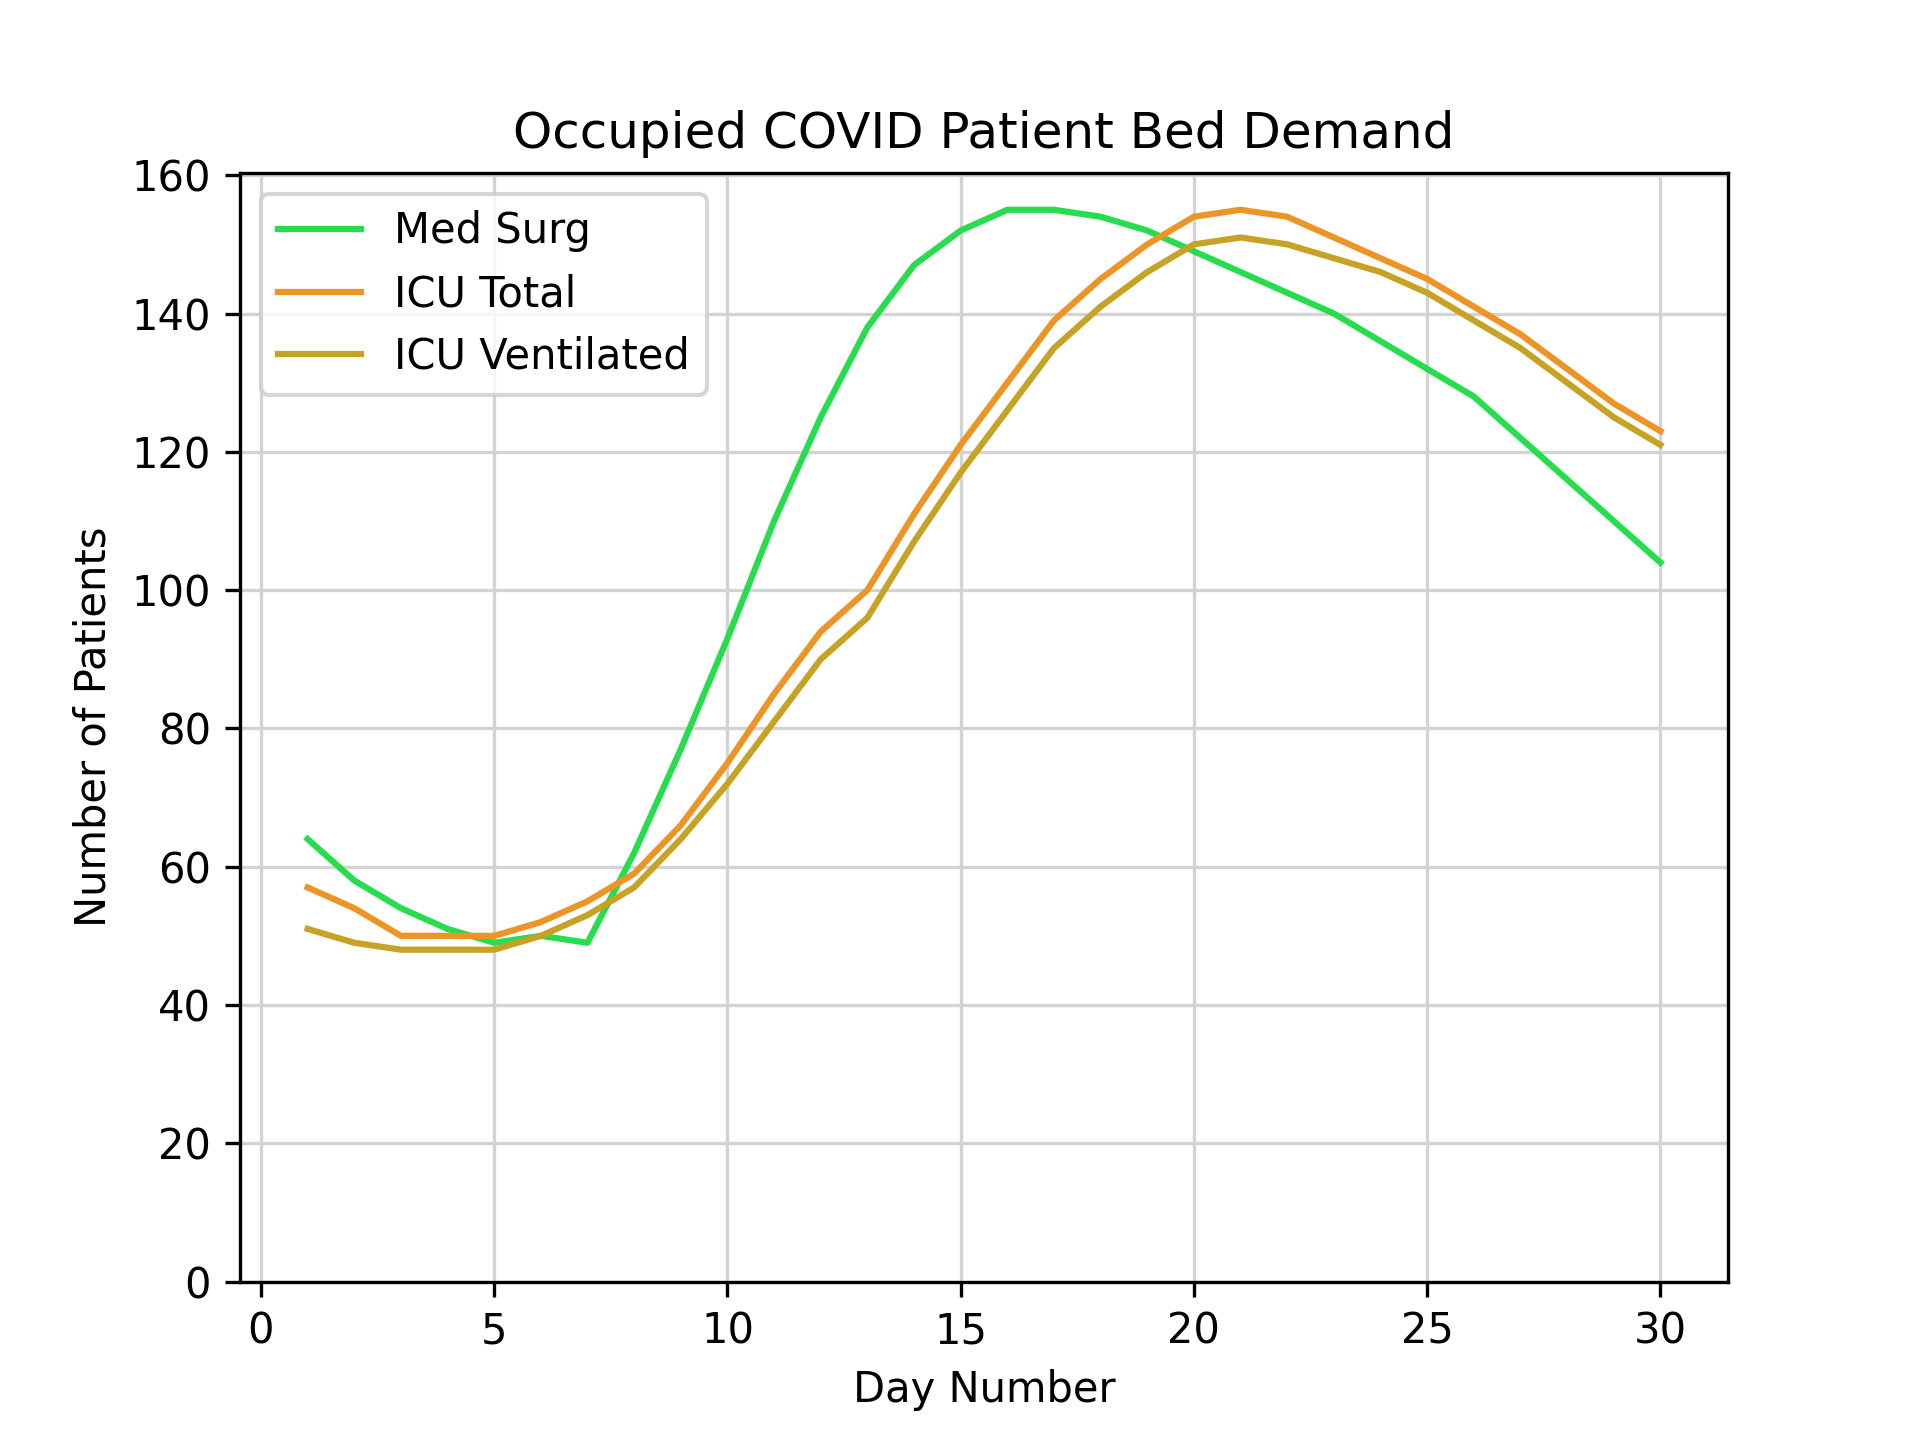 Occupied COVID Patient Bed Demand
Med Surg
ICU Total
ICU Ventilated
Number of Patients
160
140
120
100
80
60
40
20
0
0 5 10 15 20 25 30
Day Number